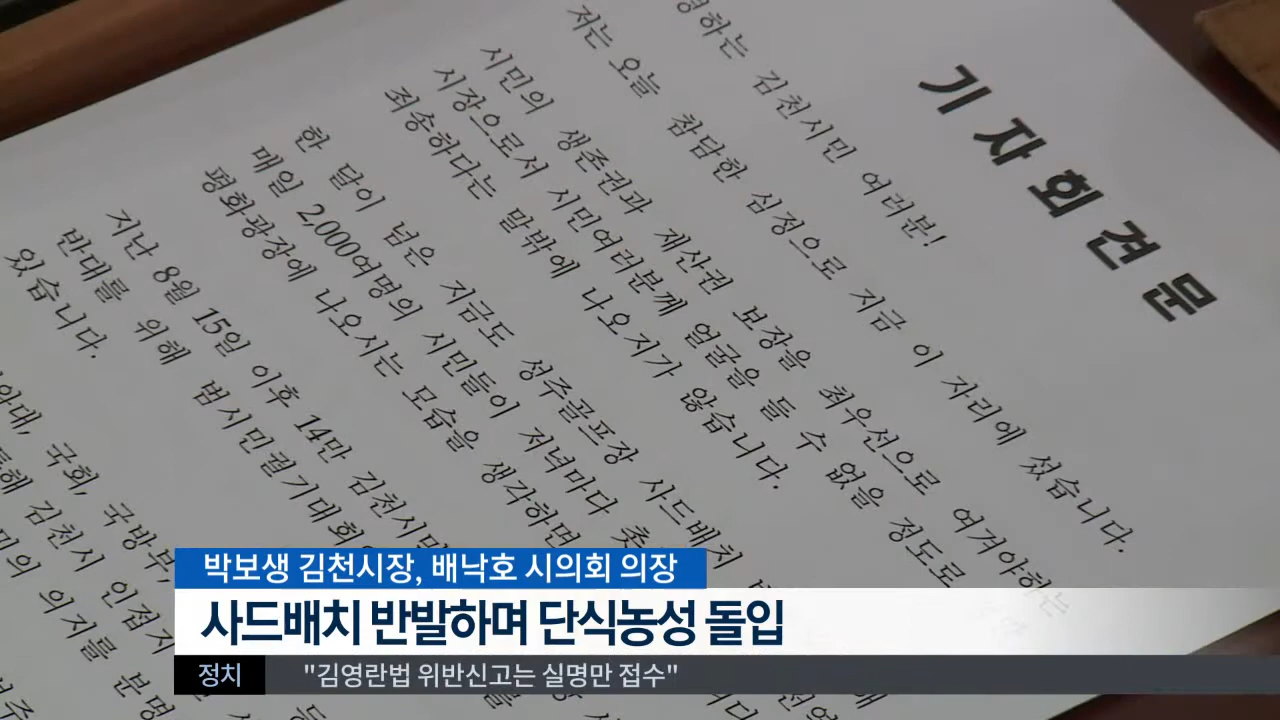 기자회견문
하는 김천시민 여러분!
저는 오늘 참담한 심정으로 지금 이 자리에 섰습니다.
시민의 생존권과 재산권 보장을 최우선으로 여겨야하는
시장으로서 시민여러분께 얼굴을 들 수 없을 정도로
죄송하다는 말밖에 나오지가 않습니다.
한 달이 넘은 지금도 성주골프장 사드배치
매일 2,000여명의 시민들이 저녁마다
평화광장에 나오시는 모습을 생각하면
지난 8월 15일 이후 14만 김천시민
반대를 위해 범시민궐기대회
있습니다.
국회, 국방부,
김천시 인접지
의지를 분명
박보생 김천시장, 배낙호 시의회 의장
사드배치 반발하며 단식농성 돌입
정치 "김영란법 위반신고는 실명만 접수"